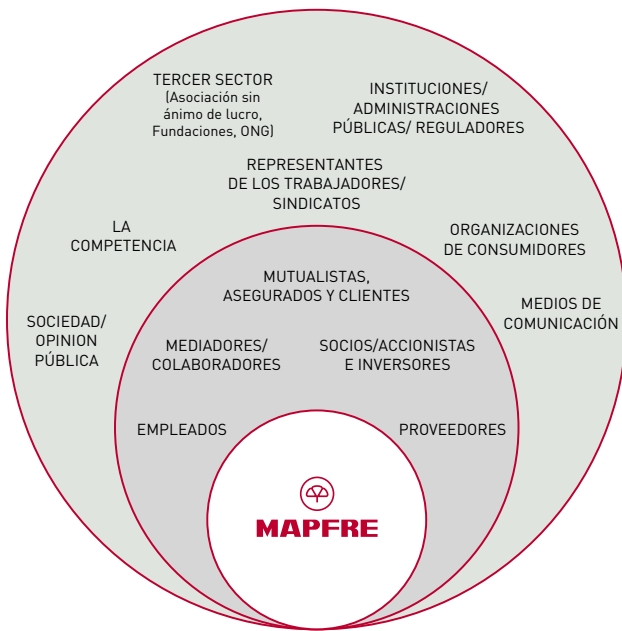 TERCER SECTOR
(Asociación sin
ánimo de lucro,
Fundaciones, ONG)
INSTITUCIONES/
ADMINISTRACIONES
PÚBLICAS/ REGULADORES
REPRESENTANTES
DE LOS TRABAJADORES/
SINDICATOS
LA
COMPETENCIA
ORGANIZACIONES
DE CONSUMIDORES
MUTUALISTAS,
ASEGURADOS Y CLIENTES
MEDIOS DE
COMUNICACIÓN
SOCIEDAD/
OPINION
PÚBLICA
MEDIADORES/
COLABORADORES
SOCIOS/ACCIONISTAS
E INVERSORES
EMPLEADOS
PROVEEDORES
MAPFRE